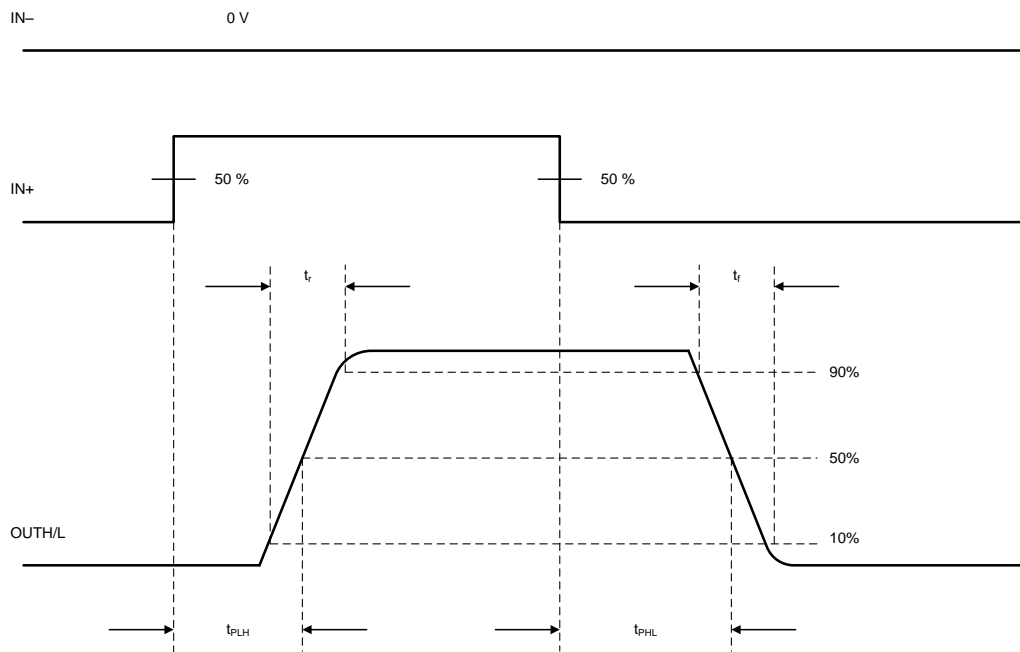 IN– 0 V
50 % 50 %
IN+
tr tf
90%
50%
OUTH/L 10%
tPLH tPHL